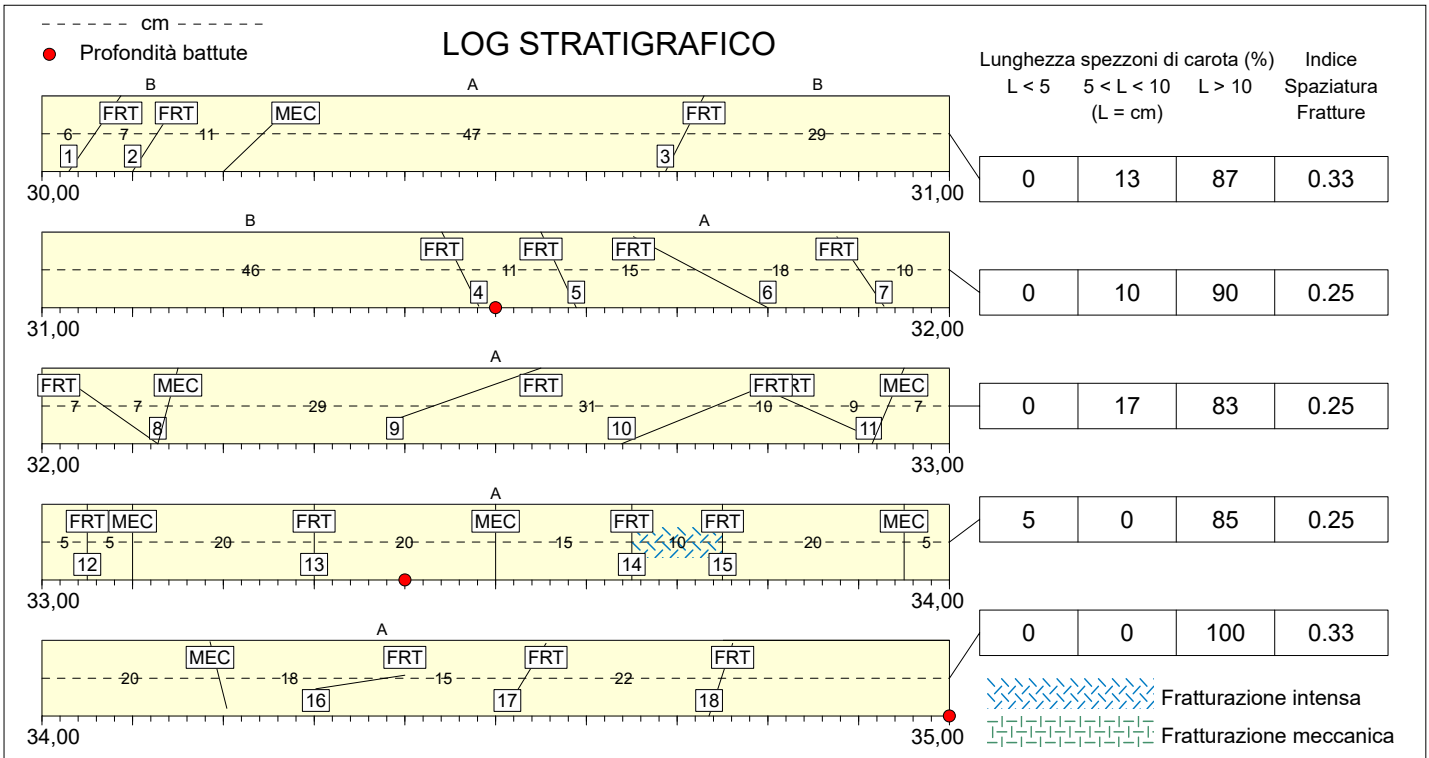 cm
Profondità battute
LOG STRATIGRAFICO
Lunghezza spezzoni di carota (%) Indice
L < 5 5 < L < 10 L > 10 Spaziatura
(L = cm) Fratture
B A B
FRT FRT MEC FRT
6 7 11 47 29
1 2 3
30,00 31,00
0 13 87 0.33
B A
FRT FRT FRT FRT
46 11 15 18 10
4 5 6 7
31,00 32,00
0 10 90 0.25
A
FRT MEC FRT FRT RT MEC
7 7 29 31 10 9 7
8 9 10 11
32,00 33,00
0 17 83 0.25
A
FRT MEC FRT MEC FRT FRT MEC
5 5 20 20 15 10 20 5
12 13 14 15
33,00 34,00
5 0 85 0.25
A
MEC FRT FRT FRT
20 18 15 22
16 17 18
34,00 35,00
0 0 100 0.33
Fratturazione intensa
Fratturazione meccanica